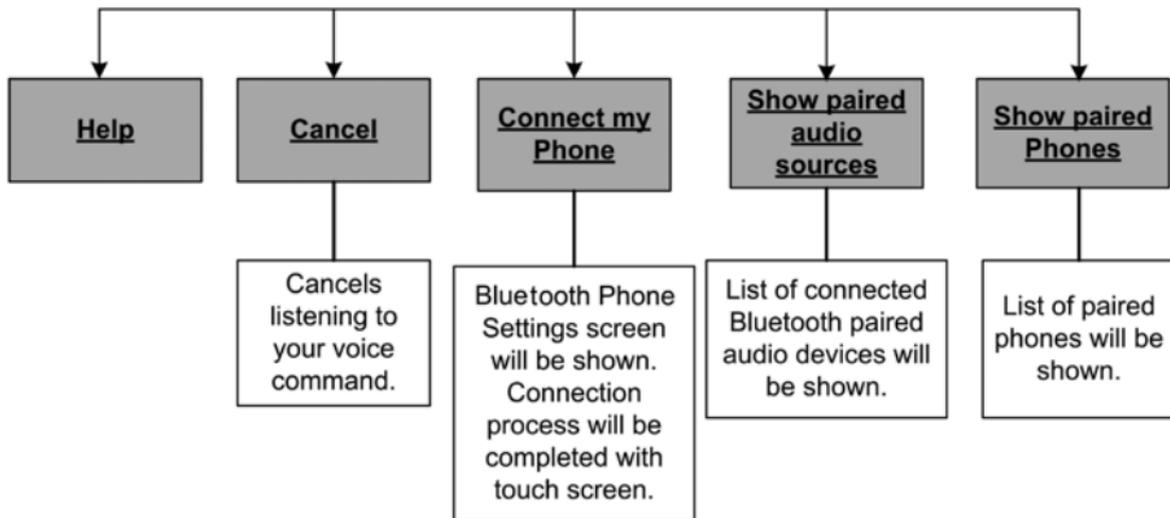 Help
Cancel
Connect my
Phone
Show paired
audio
sources
Show paired
Phones
Cancels
listening to
your voice
command.
Bluetooth Phone
Settings screen
will be shown.
Connection
process will be
completed with
touch screen.
List of connected
Bluetooth paired
audio devices will
be shown.
List of paired
phones will be
shown.